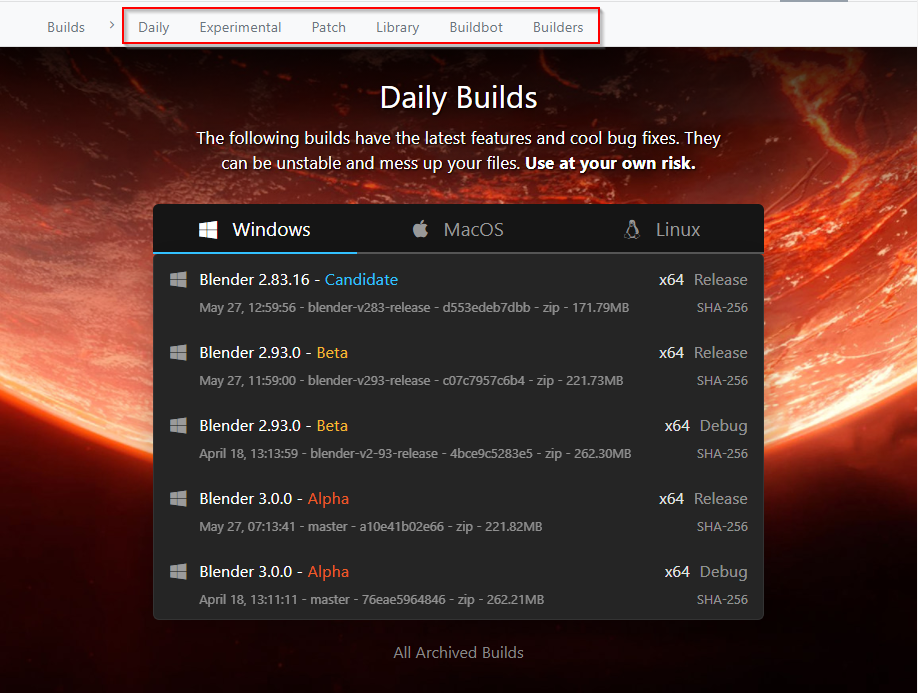 Builds > Daily Experimental Patch Library Buildbot Builders
Daily Builds
The following builds have the latest features and cool bug fixes. They
can be unstable and mess up your files. Use at your own risk.
Windows MacOS Linux
Blender 2.83.16 - Candidate x64 Release
May 27, 12:59:56 - blender-v283-release - d553edeb7dbb - zip - 171.79MB SHA-256
Blender 2.93.0 - Beta x64 Release
May 27, 11:59:00 - blender-v293-release - c07c7957c6b4 - zip - 221.73MB SHA-256
Blender 2.93.0 - Beta x64 Debug
April 18, 13:13:59 - blender-v2-93-release - 4bce9c5283e5 - zip - 262.30MB SHA-256
Blender 3.0.0 - Alpha x64 Release
May 27, 07:13:41 - master - a10e41b02e66 - zip - 221.82MB SHA-256
Blender 3.0.0 - Alpha x64 Debug
April 18, 13:11:11 - master - 76eae5964846 - zip - 262.21MB SHA-256
All Archived Builds